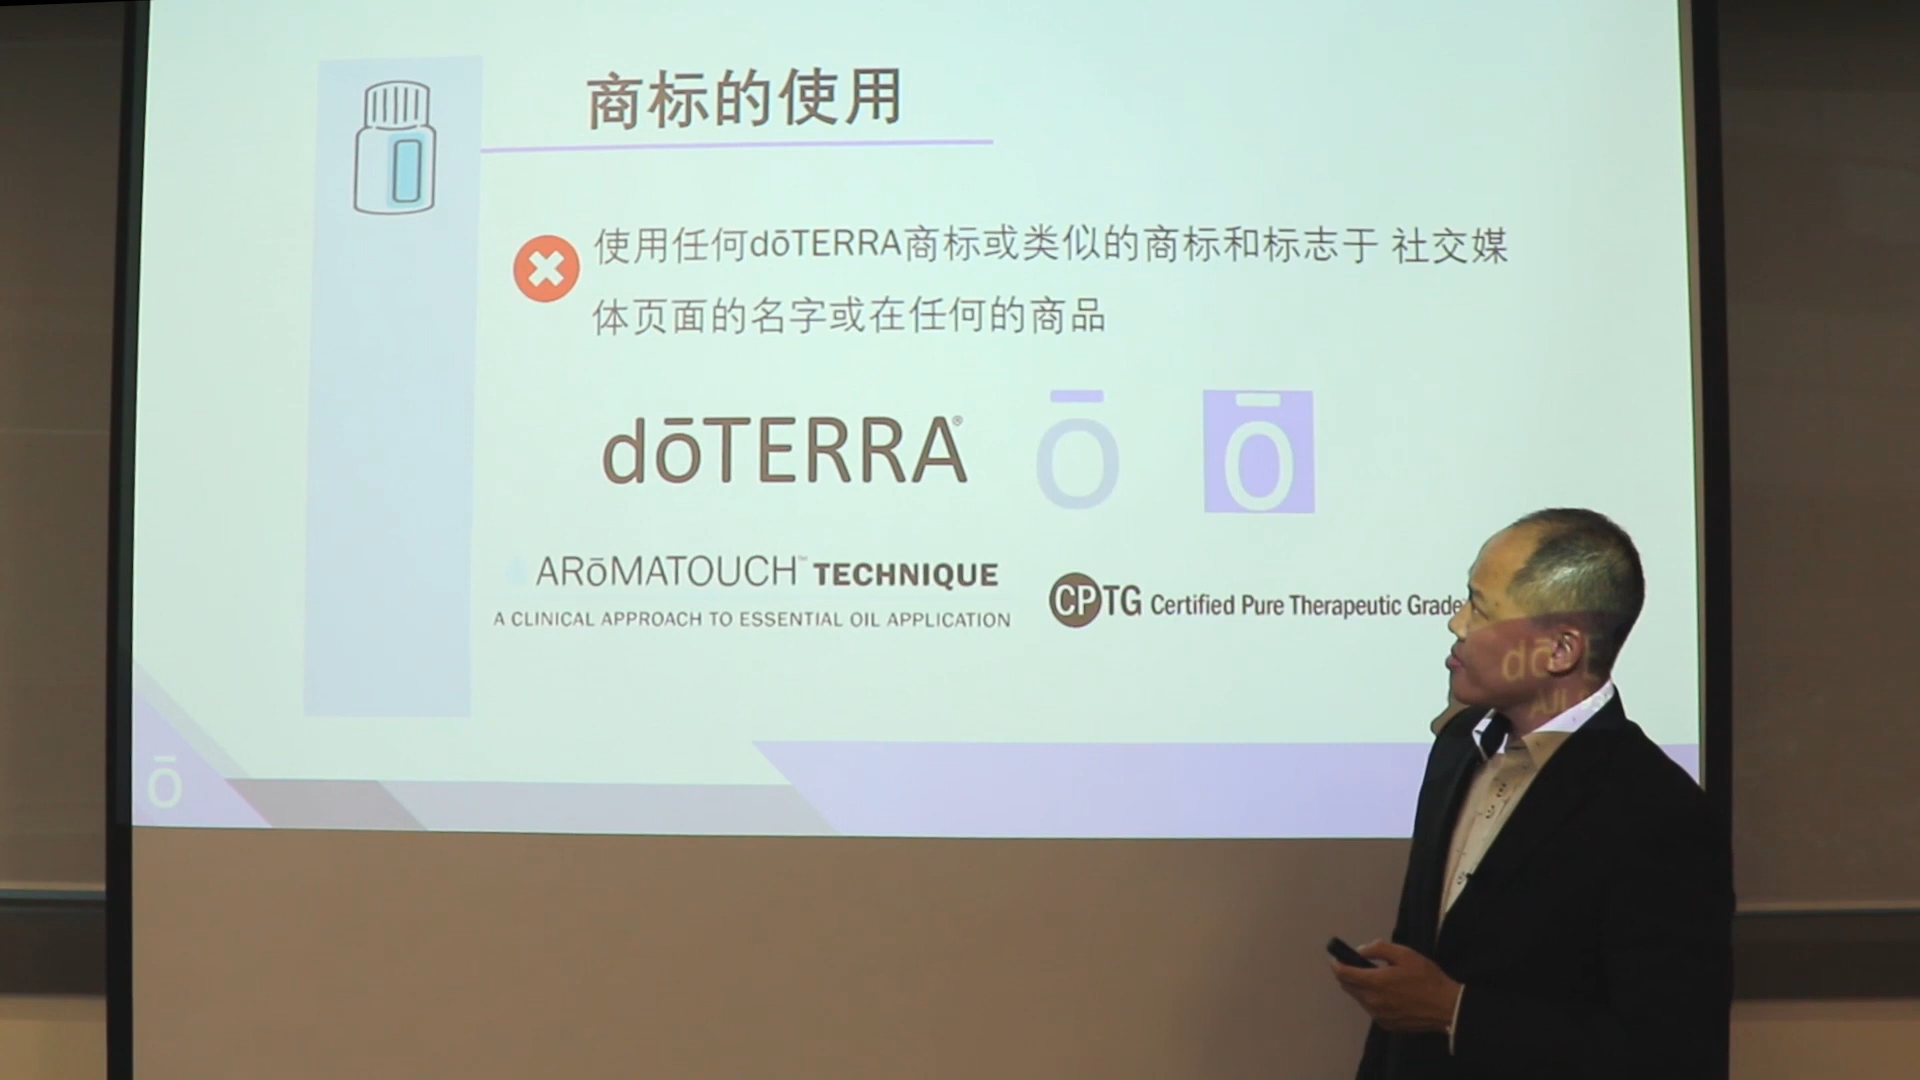 商标的使用
使用任何dōTERRA商标或类似的商标和标志于 社交媒
体页面的名字或在任何的商品
dōTERRA®
ō
ō
ARōMATOUCH™ TECHNIQUE
A CLINICAL APPROACH TO ESSENTIAL OIL APPLICATION
CPTG Certified Pure Therapeutic Grade
ō